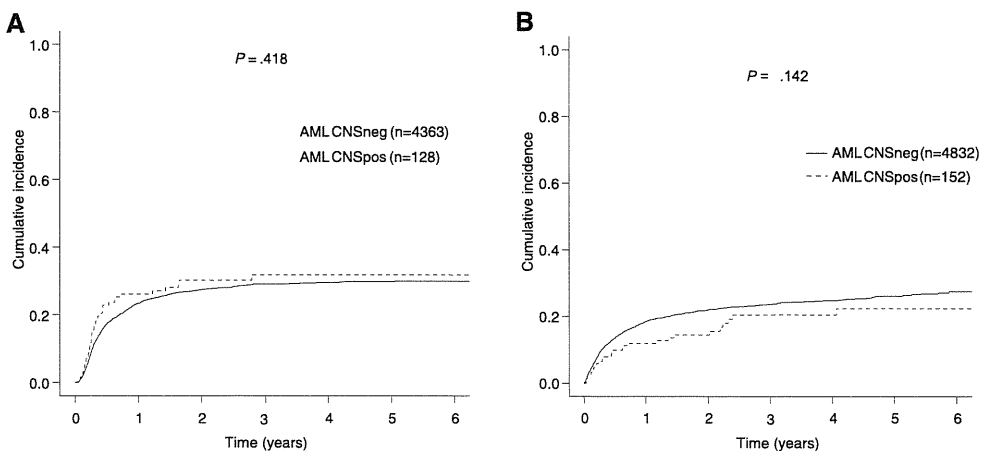 A
P = .418
AML CNSneg (n=4363)
AML CNSpos (n=128)
Cumulative incidence
1.0
0.8
0.6
0.4
0.2
0.0
0 1 2 3 4 5 6
Time (years)
B
P = .142
AML CNSneg (n=4832)
AML CNSpos (n=152)
Cumulative incidence
1.0
0.8
0.6
0.4
0.2
0.0
0 1 2 3 4 5 6
Time (years)